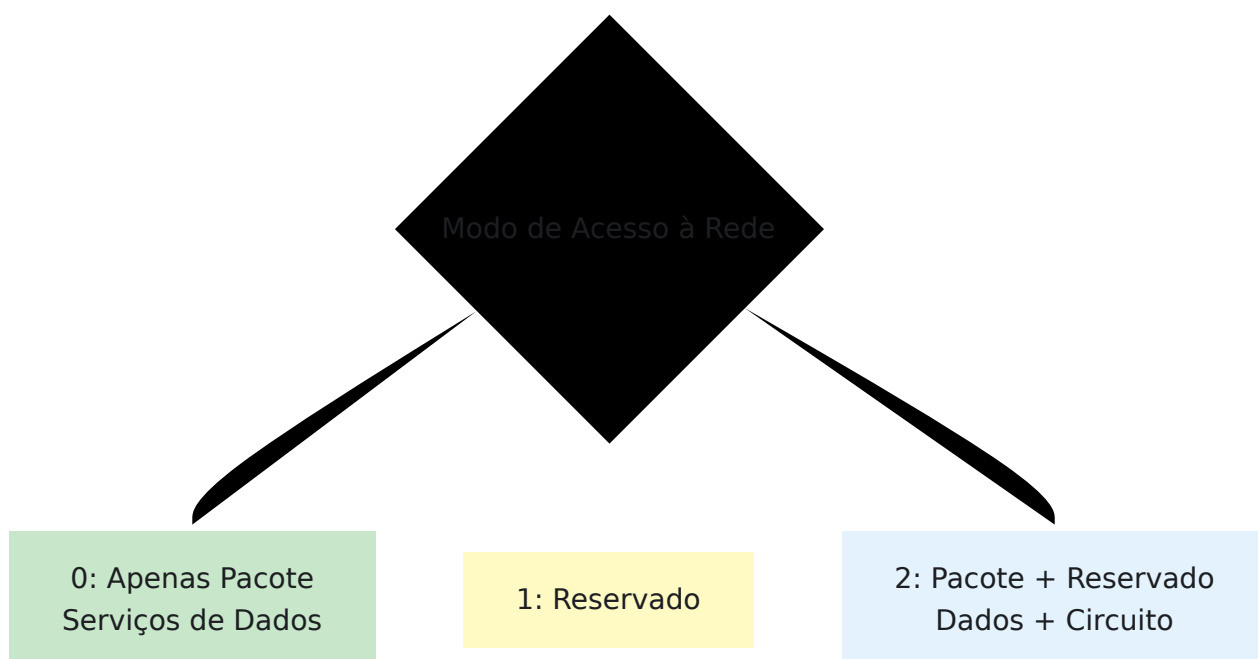 Modo de Acesso à Rede
0: Apenas Pacote
Serviços de Dados
1: Reservado
2: Pacote + Reservado
Dados + Circuito